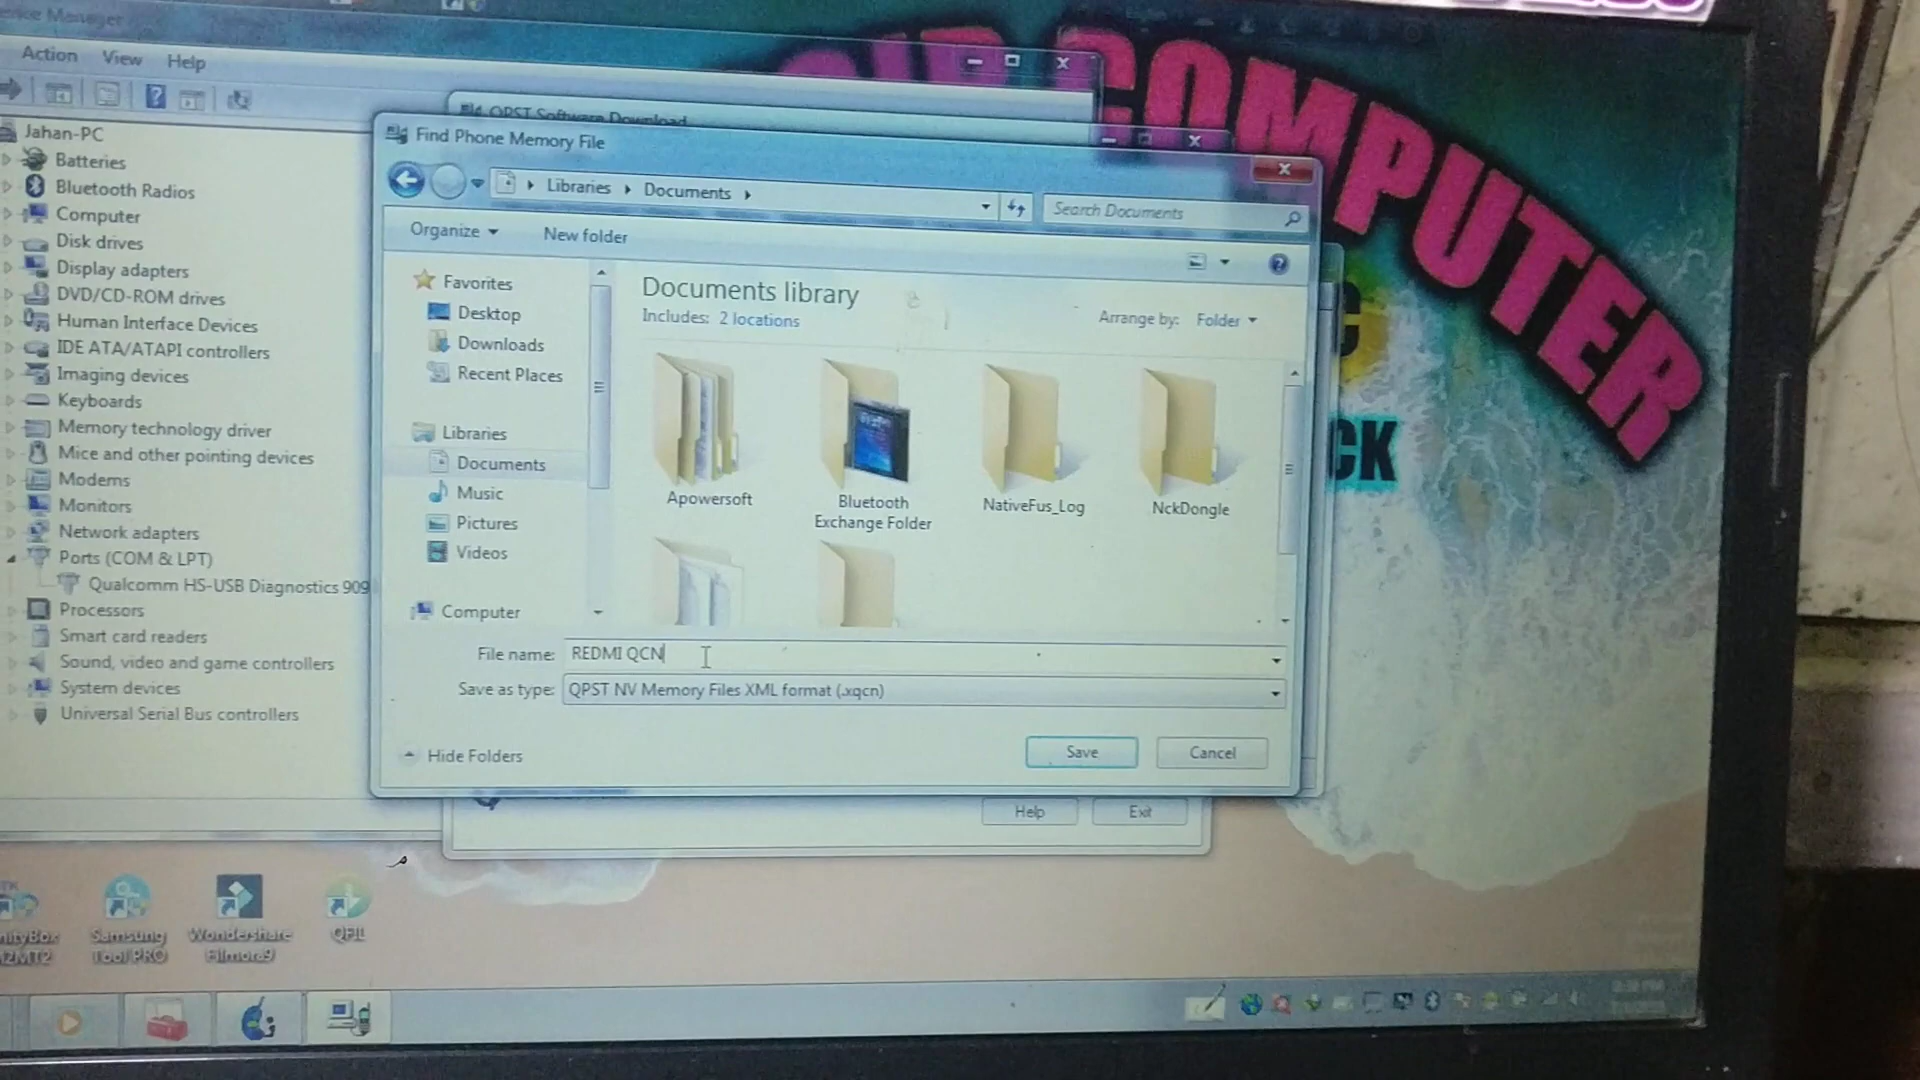 Action View Help
Jahan-PC
Batteries
Bluetooth Radios
Computer
Disk drives
Display adapters
DVD/CD-ROM drives
Human Interface Devices
IDE ATA/ATAPI controllers
Imaging devices
Keyboards
Memory technology driver
Mice and other pointing devices
Modems
Monitors
Network adapters
Ports (COM & LPT)
Qualcomm HS-USB Diagnostics 909
Processors
Smart card readers
Sound, video and game controllers
System devices
Universal Serial Bus controllers
QPST Software Download
Find Phone Memory File
Libraries Documents
Search Documents
Organize New folder
Favorites
Desktop
Downloads
Recent Places
Libraries
Documents
Music
Pictures
Videos
Computer
Documents library
Includes: 2 locations
Arrange by: Folder
Apowersoft
Bluetooth Exchange Folder
NativeFus_Log
NckDongle
File name: REDMI QCN
Save as type: QPST NV Memory Files XML format (.xqcn)
Hide Folders
Save Cancel
Help Exit
COMPUTER
CK
Samsung Tool PRO
Wondershare Filmora9
QFIL